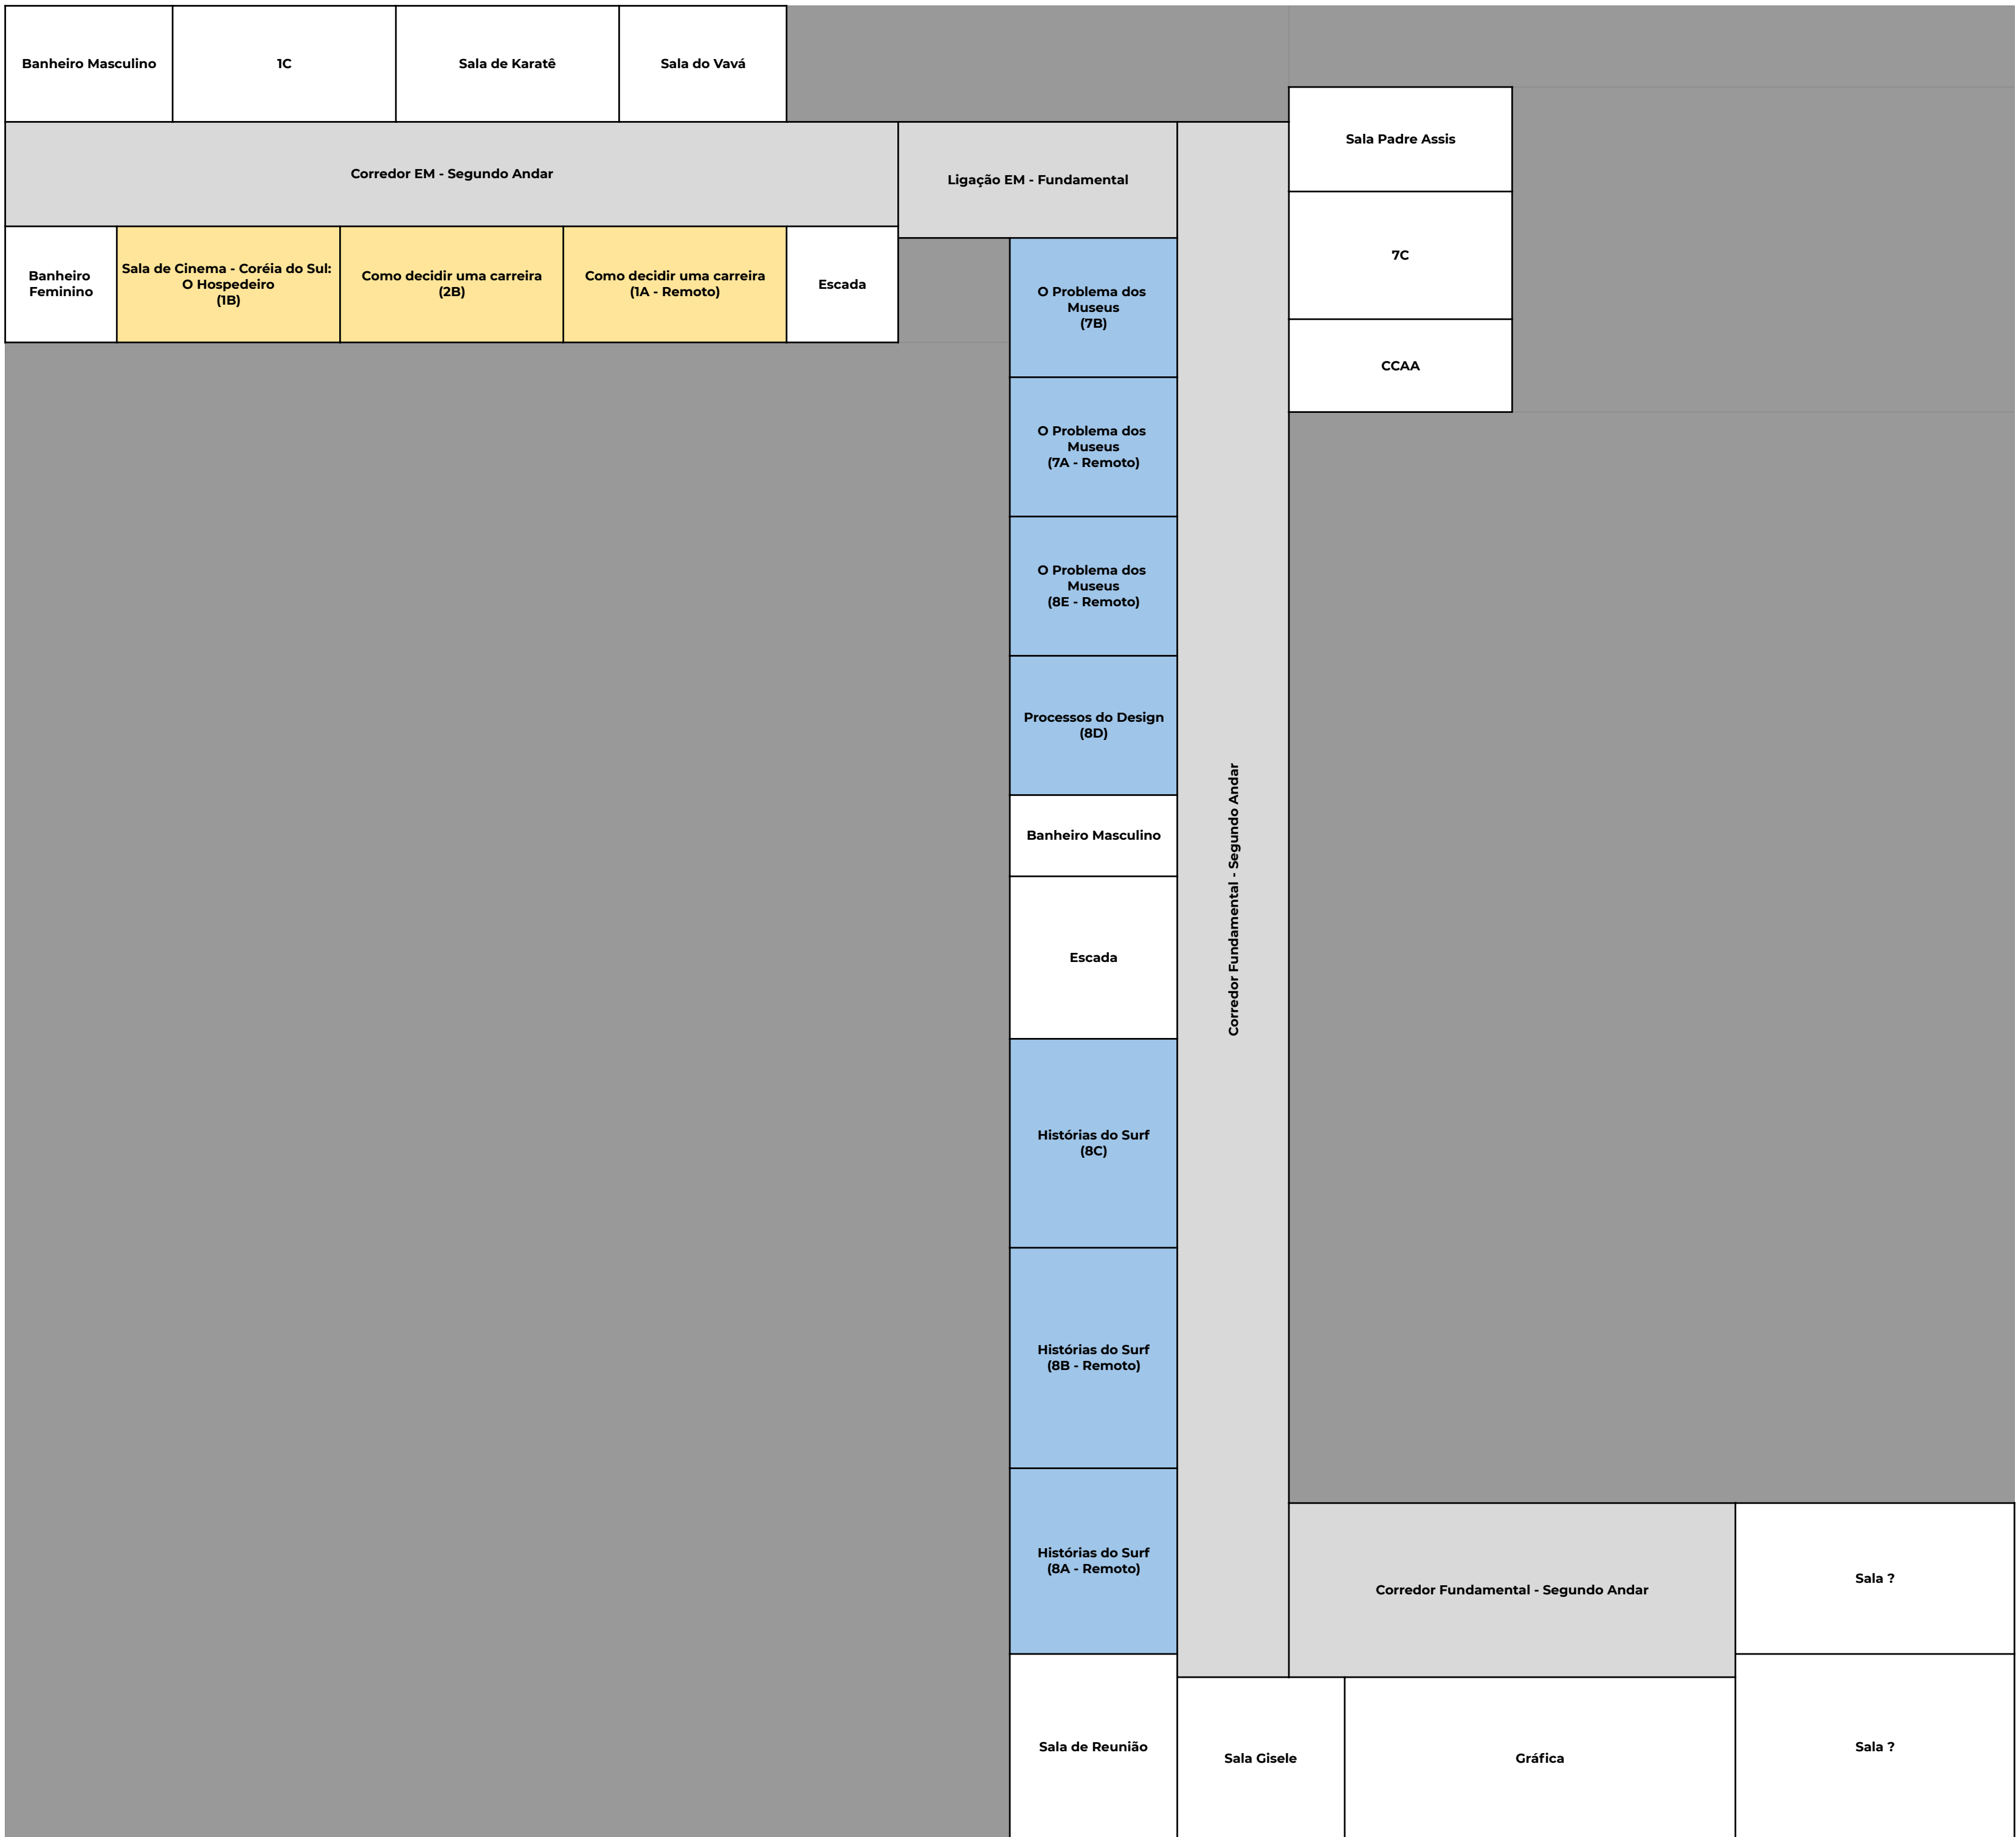 Banheiro Masculino
1C
Sala de Karatê
Sala do Vavá
Sala Padre Assis
Corredor EM - Segundo Andar
Ligação EM - Fundamental
7C
Banheiro
Feminino
Sala de Cinema - Coréia do Sul:
O Hospedeiro
(1B)
Como decidir uma carreira
(2B)
Como decidir uma carreira
(1A - Remoto)
Escada
O Problema dos
Museus
(7B)
CCAA
O Problema dos
Museus
(7A - Remoto)
O Problema dos
Museus
(8E - Remoto)
Processos do Design
(8D)
Banheiro Masculino
Corredor Fundamental - Segundo Andar
Escada
Histórias do Surf
(8C)
Histórias do Surf
(8B - Remoto)
Histórias do Surf
(8A - Remoto)
Corredor Fundamental - Segundo Andar
Sala ?
Sala de Reunião
Sala Gisele
Gráfica
Sala ?